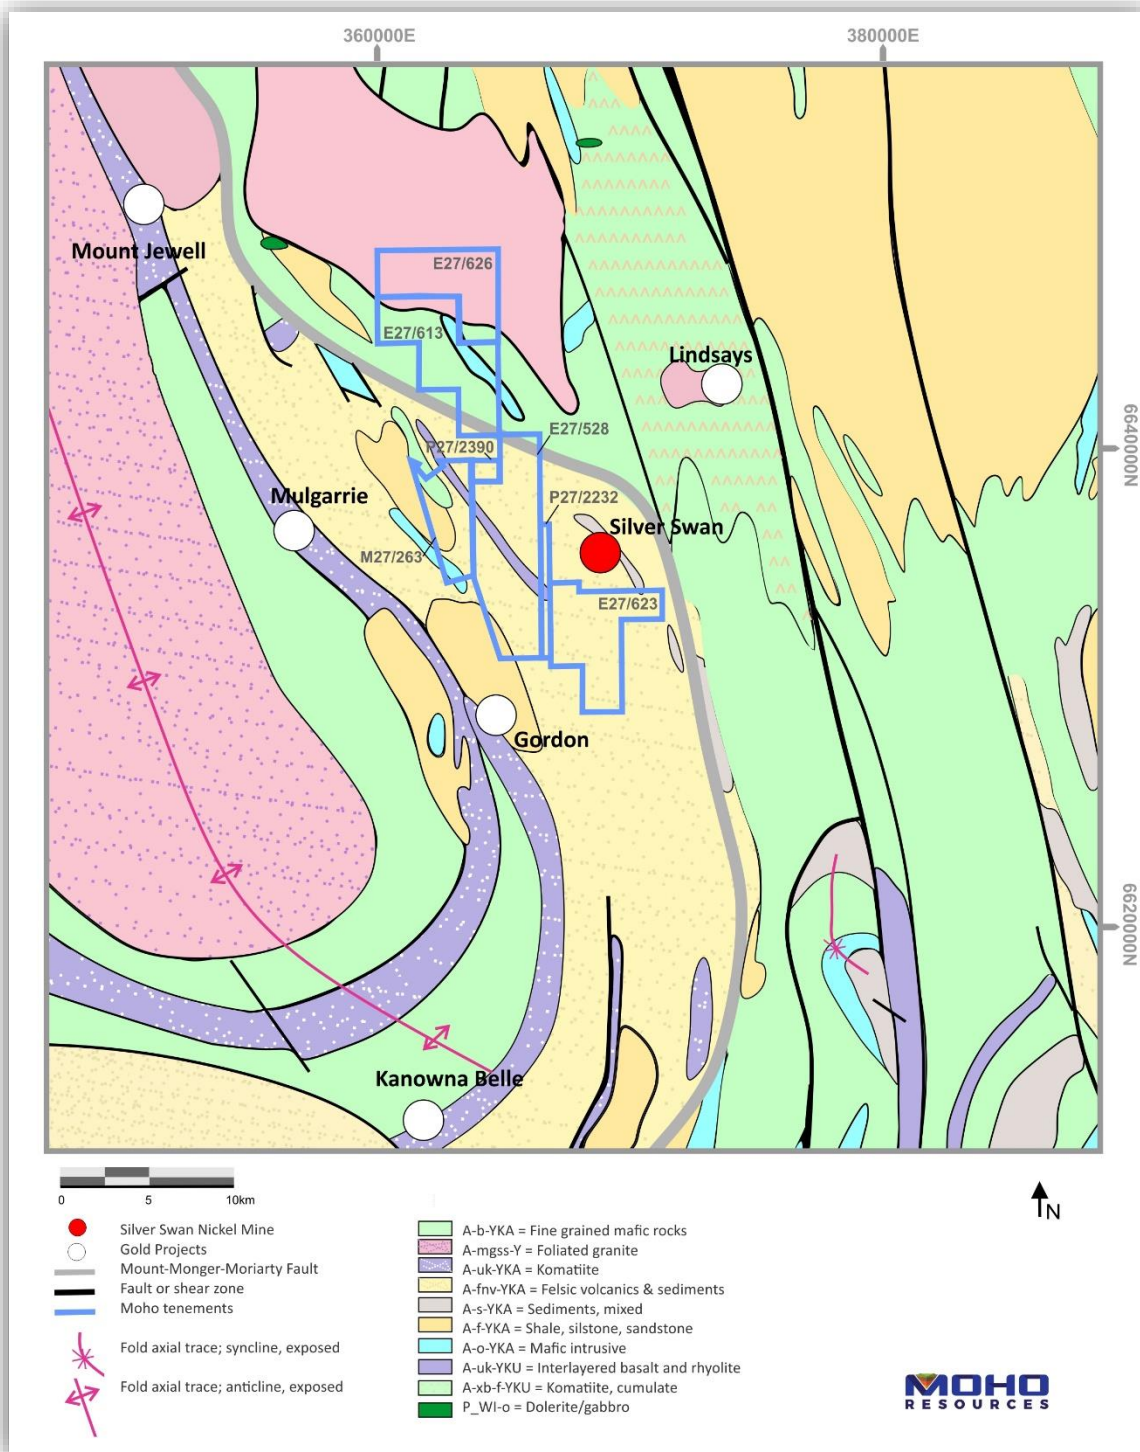 360000E
380000E
Mount Jewell
E27/626
E27/613
Lindsays
6640000N
E27/528
P27/2390
P27/2232
Mulgarrie
Silver Swan
M27/263
E27/623
Gordon
6620000N
Kanowna Belle
0 5 10km
N
Silver Swan Nickel Mine
Gold Projects
Mount-Monger-Moriarty Fault
Fault or shear zone
Moho tenements
Fold axial trace; syncline, exposed
Fold axial trace; anticline, exposed
A-b-YKA = Fine grained mafic rocks
A-mgss-Y = Foliated granite
A-uk-YKA = Komatiite
A-fnv-YKA = Felsic volcanics & sediments
A-s-YKA = Sediments, mixed
A-f-YKA = Shale, silstone, sandstone
A-o-YKA = Mafic intrusive
A-uk-YKU = Interlayered basalt and rhyolite
A-xb-f-YKU = Komatiite, cumulate
P_WI-o = Dolerite/gabbro
MOHO
RESOURCES